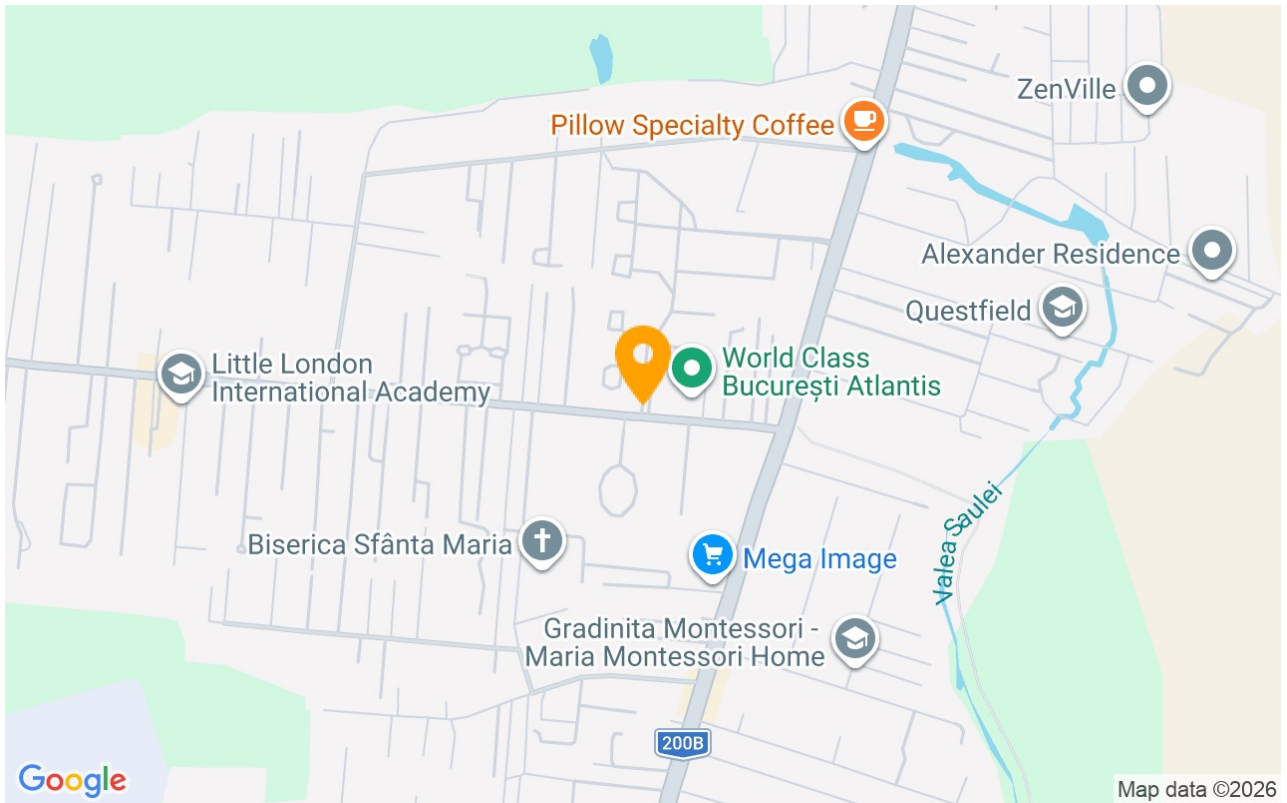 ZenVille
Pillow Specialty Coffee
Alexander Residence
Questfield
World Class
București Atlantis
Little London
International Academy
Valea Saulei
Biserica Sfânta Maria
Mega Image
Gradinita Montessori -
Maria Montessori Home
200B
Google
Map data ©2026